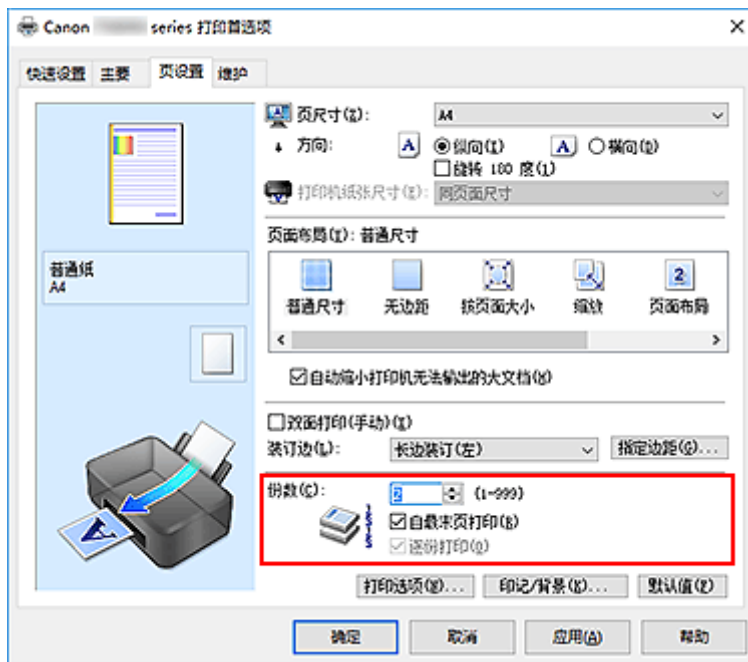 Canon series 打印首选项
快速设置 主要 页设置 维护
页尺寸(Z): A4
方向: A 纵向(T) A 横向(D)
旋转 180 度(1)
打印机纸张尺寸(E): 同页面尺寸
页面布局(I): 普通尺寸
普通纸
A4
普通尺寸 无边距 按页面大小 缩放 页面布局
自动缩小打印机无法输出的大文档(W)
双面打印(手动)(X)
装订边(L): 长边装订(左) 指定边距(G)...
份数(C): 2 (1-999)
自最末页打印(R)
逐份打印(O)
打印选项(N)... 印记/背景(K)... 默认值(F)
确定 取消 应用(A) 帮助